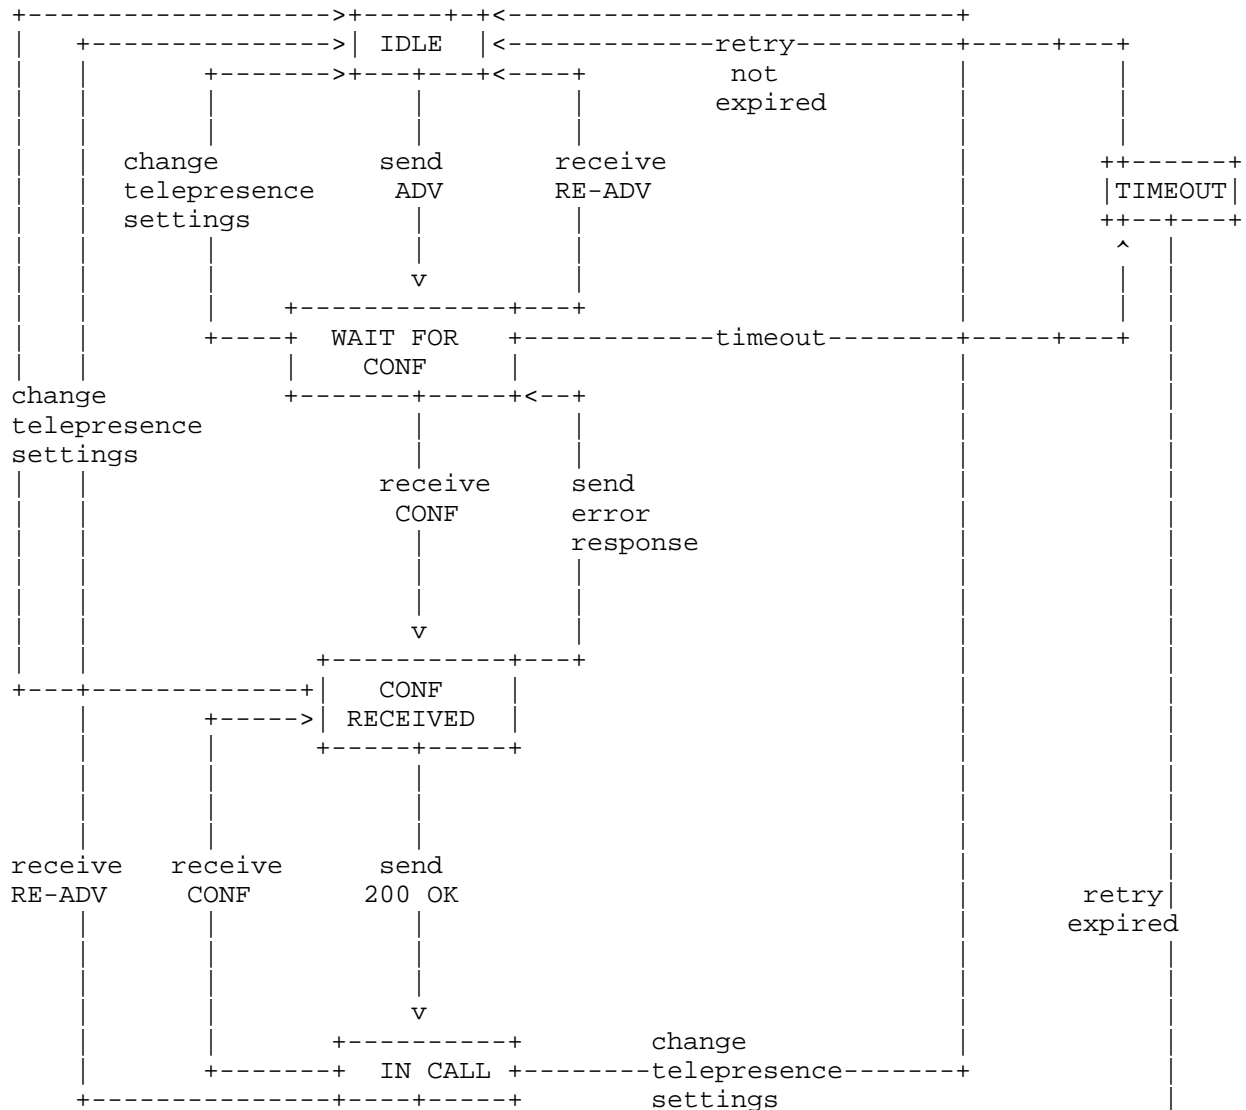 IDLE
retry
not
expired
change
telepresence
settings
send
ADV
receive
RE-ADV
TIMEOUT
WAIT FOR
CONF
timeout
change
telepresence
settings
receive
CONF
send
error
response
CONF
RECEIVED
receive
RE-ADV
receive
CONF
send
200 OK
retry
expired
IN CALL
change
telepresence
settings